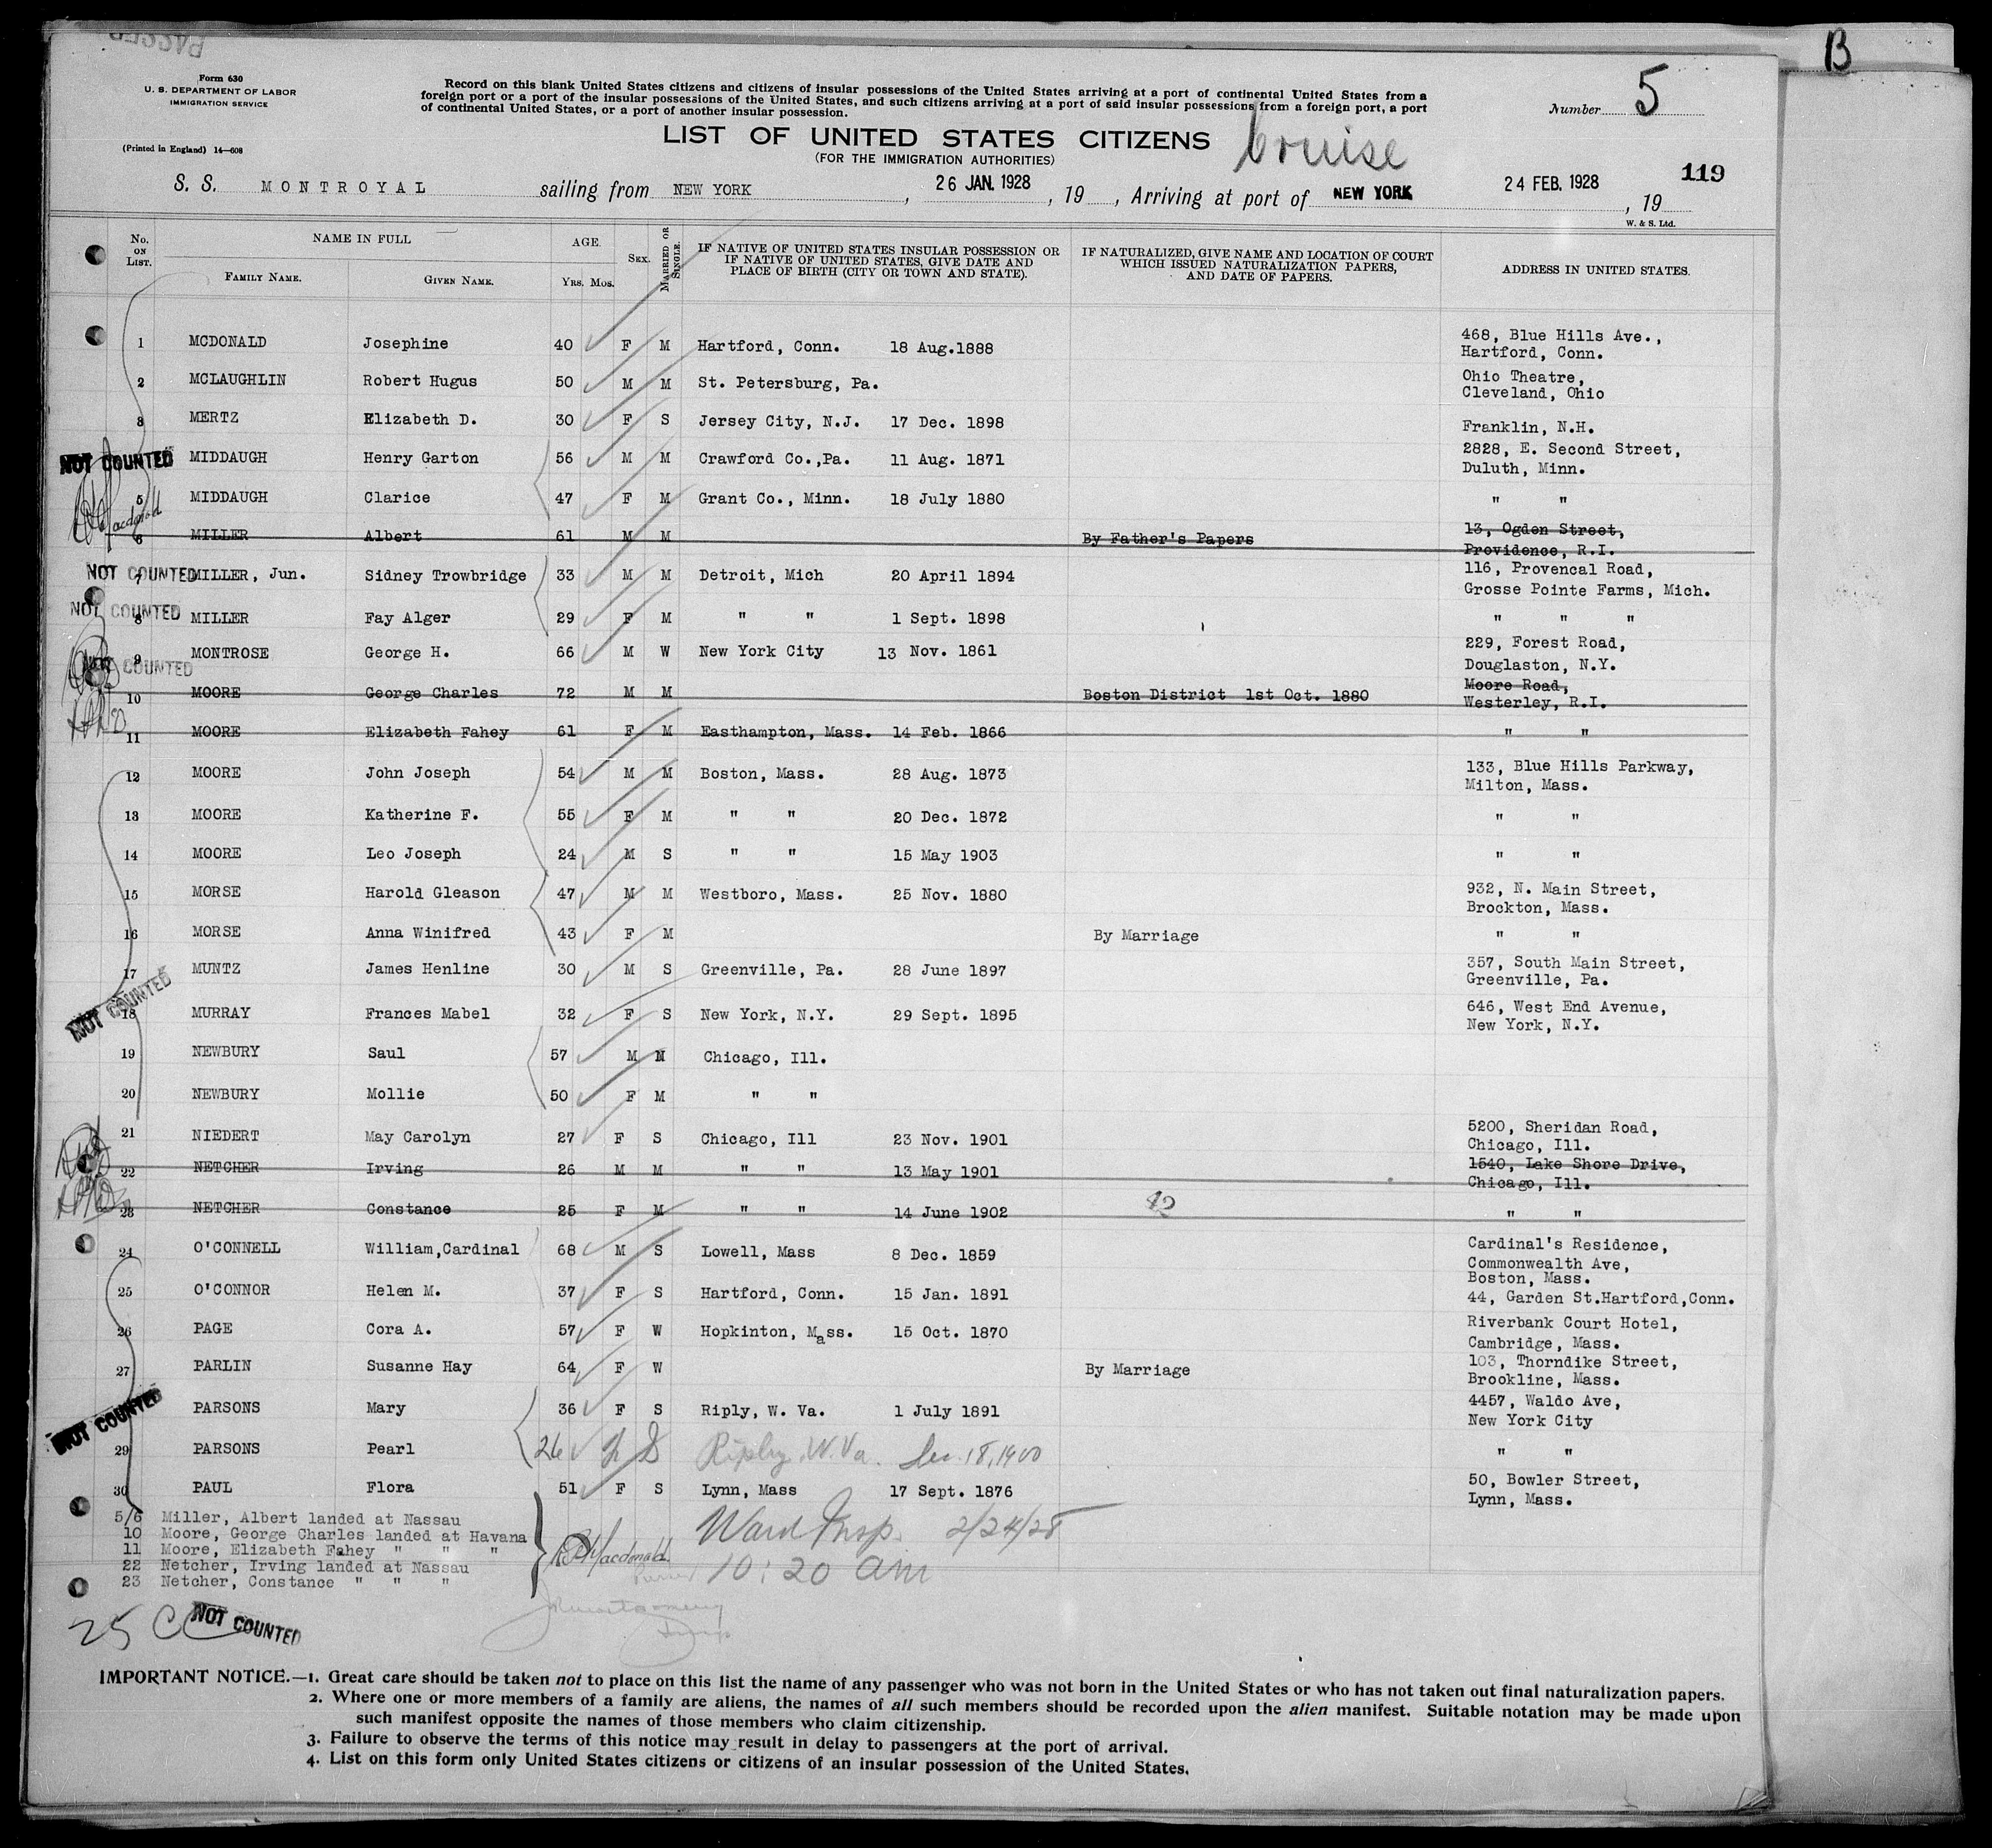 B
PASSED
Form 630
U. S. DEPARTMENT OF LABOR
IMMIGRATION SERVICE
(Printed in England) 14—608
Record on this blank United States citizens and citizens of insular possessions of the United States arriving at a port of continental United States from a
foreign port or a port of the insular possessions of the United States, and such citizens arriving at a port of said insular possessions from a foreign port, a port
of continental United States, or a port of another insular possession.
Number 5
LIST OF UNITED STATES CITIZENS Cruise
(FOR THE IMMIGRATION AUTHORITIES)
119
S. S. MONTROYAL sailing from NEW YORK, 26 JAN. 1928, 19 , Arriving at port of NEW YORK 24 FEB. 1928, 19
W. & S. Ltd.
No. ON LIST. NAME IN FULL FAMILY NAME. GIVEN NAME. AGE. YRS. MOS. SEX. MARRIED OR SINGLE. IF NATIVE OF UNITED STATES INSULAR POSSESSION OR IF NATIVE OF UNITED STATES, GIVE DATE AND PLACE OF BIRTH (CITY OR TOWN AND STATE). IF NATURALIZED, GIVE NAME AND LOCATION OF COURT WHICH ISSUED NATURALIZATION PAPERS, AND DATE OF PAPERS. ADDRESS IN UNITED STATES.
1 MCDONALD Josephine 40 F M Hartford, Conn. 18 Aug.1888 468, Blue Hills Ave.,
Hartford, Conn.
2 MCLAUGHLIN Robert Hugus 50 M M St. Petersburg, Pa. Ohio Theatre,
Cleveland, Ohio
3 MERTZ Elizabeth D. 30 F S Jersey City, N.J. 17 Dec. 1898 Franklin, N.H.
NOT COUNTED MIDDAUGH Henry Garton 56 M M Crawford Co.,Pa. 11 Aug. 1871 2828, E. Second Street,
Duluth, Minn.
5 MIDDAUGH Clarice 47 F M Grant Co., Minn. 18 July 1880 " "
Macdonald
6 MILLER Albert 61 M M By Father's Papers 13, Ogden Street,
Providence, R.I.
NOT COUNTED 7 MILLER, Jun. Sidney Trowbridge 33 M M Detroit, Mich 20 April 1894 116, Provencal Road,
Grosse Pointe Farms, Mich.
NOT COUNTED 8 MILLER Fay Alger 29 F M " " 1 Sept. 1898 " " "
9 MONTROSE George H. 66 M W New York City 13 Nov. 1861 229, Forest Road,
Douglaston, N.Y.
NOT COUNTED
10 MOORE George Charles 72 M M Boston District 1st Oct. 1880 Moore Road,
Westerley, R.I.
11 MOORE Elizabeth Fahey 61 F M Easthampton, Mass. 14 Feb. 1866 " "
12 MOORE John Joseph 54 M M Boston, Mass. 28 Aug. 1873 133, Blue Hills Parkway,
Milton, Mass.
13 MOORE Katherine F. 55 F M " " 20 Dec. 1872 " "
14 MOORE Leo Joseph 24 M S " " 15 May 1903 " "
15 MORSE Harold Gleason 47 M M Westboro, Mass. 25 Nov. 1880 932, N. Main Street,
Brockton, Mass.
16 MORSE Anna Winifred 43 F M By Marriage " "
17 MUNTZ James Henline 30 M S Greenville, Pa. 28 June 1897 357, South Main Street,
Greenville, Pa.
NOT COUNTED 18 MURRAY Frances Mabel 32 F S New York, N.Y. 29 Sept. 1895 646, West End Avenue,
New York, N.Y.
19 NEWBURY Saul 57 M M Chicago, Ill.
20 NEWBURY Mollie 50 F M " "
21 NIEDERT May Carolyn 27 F S Chicago, Ill 23 Nov. 1901 5200, Sheridan Road,
Chicago, Ill.
22 NETCHER Irving 26 M M " " 13 May 1901 1540, Lake Shore Drive,
Chicago, Ill.
23 NETCHER Constance 25 F M " " 14 June 1902 42 " "
24 O'CONNELL William,Cardinal 68 M S Lowell, Mass 8 Dec. 1859 Cardinal's Residence,
Commonwealth Ave,
Boston, Mass.
25 O'CONNOR Helen M. 37 F S Hartford, Conn. 15 Jan. 1891 44, Garden St.Hartford,Conn.
26 PAGE Cora A. 57 F W Hopkinton, Mass. 15 Oct. 1870 Riverbank Court Hotel,
Cambridge, Mass.
27 PARLIN Susanne Hay 64 F W By Marriage 103, Thorndike Street,
Brookline, Mass.
NOT COUNTED PARSONS Mary 36 F S Riply, W. Va. 1 July 1891 4457, Waldo Ave,
New York City
29 PARSONS Pearl 26 F S Ripley, W. Va. Dec. 18, 1900 " "
30 PAUL Flora 51 F S Lynn, Mass 17 Sept. 1876 50, Bowler Street,
Lynn, Mass.
5/6 Miller, Albert landed at Nassau
10 Moore, George Charles landed at Havana
11 Moore, Elizabeth Fahey " " "
22 Netcher, Irving landed at Nassau
23 Netcher, Constance " " "
Macdonald
Purser
Ward Insp. 2/24/28
10:20 am
25 CC NOT COUNTED
IMPORTANT NOTICE.—1. Great care should be taken not to place on this list the name of any passenger who was not born in the United States or who has not taken out final naturalization papers.
2. Where one or more members of a family are aliens, the names of all such members should be recorded upon the alien manifest. Suitable notation may be made upon
such manifest opposite the names of those members who claim citizenship.
3. Failure to observe the terms of this notice may result in delay to passengers at the port of arrival.
4. List on this form only United States citizens or citizens of an insular possession of the United States.